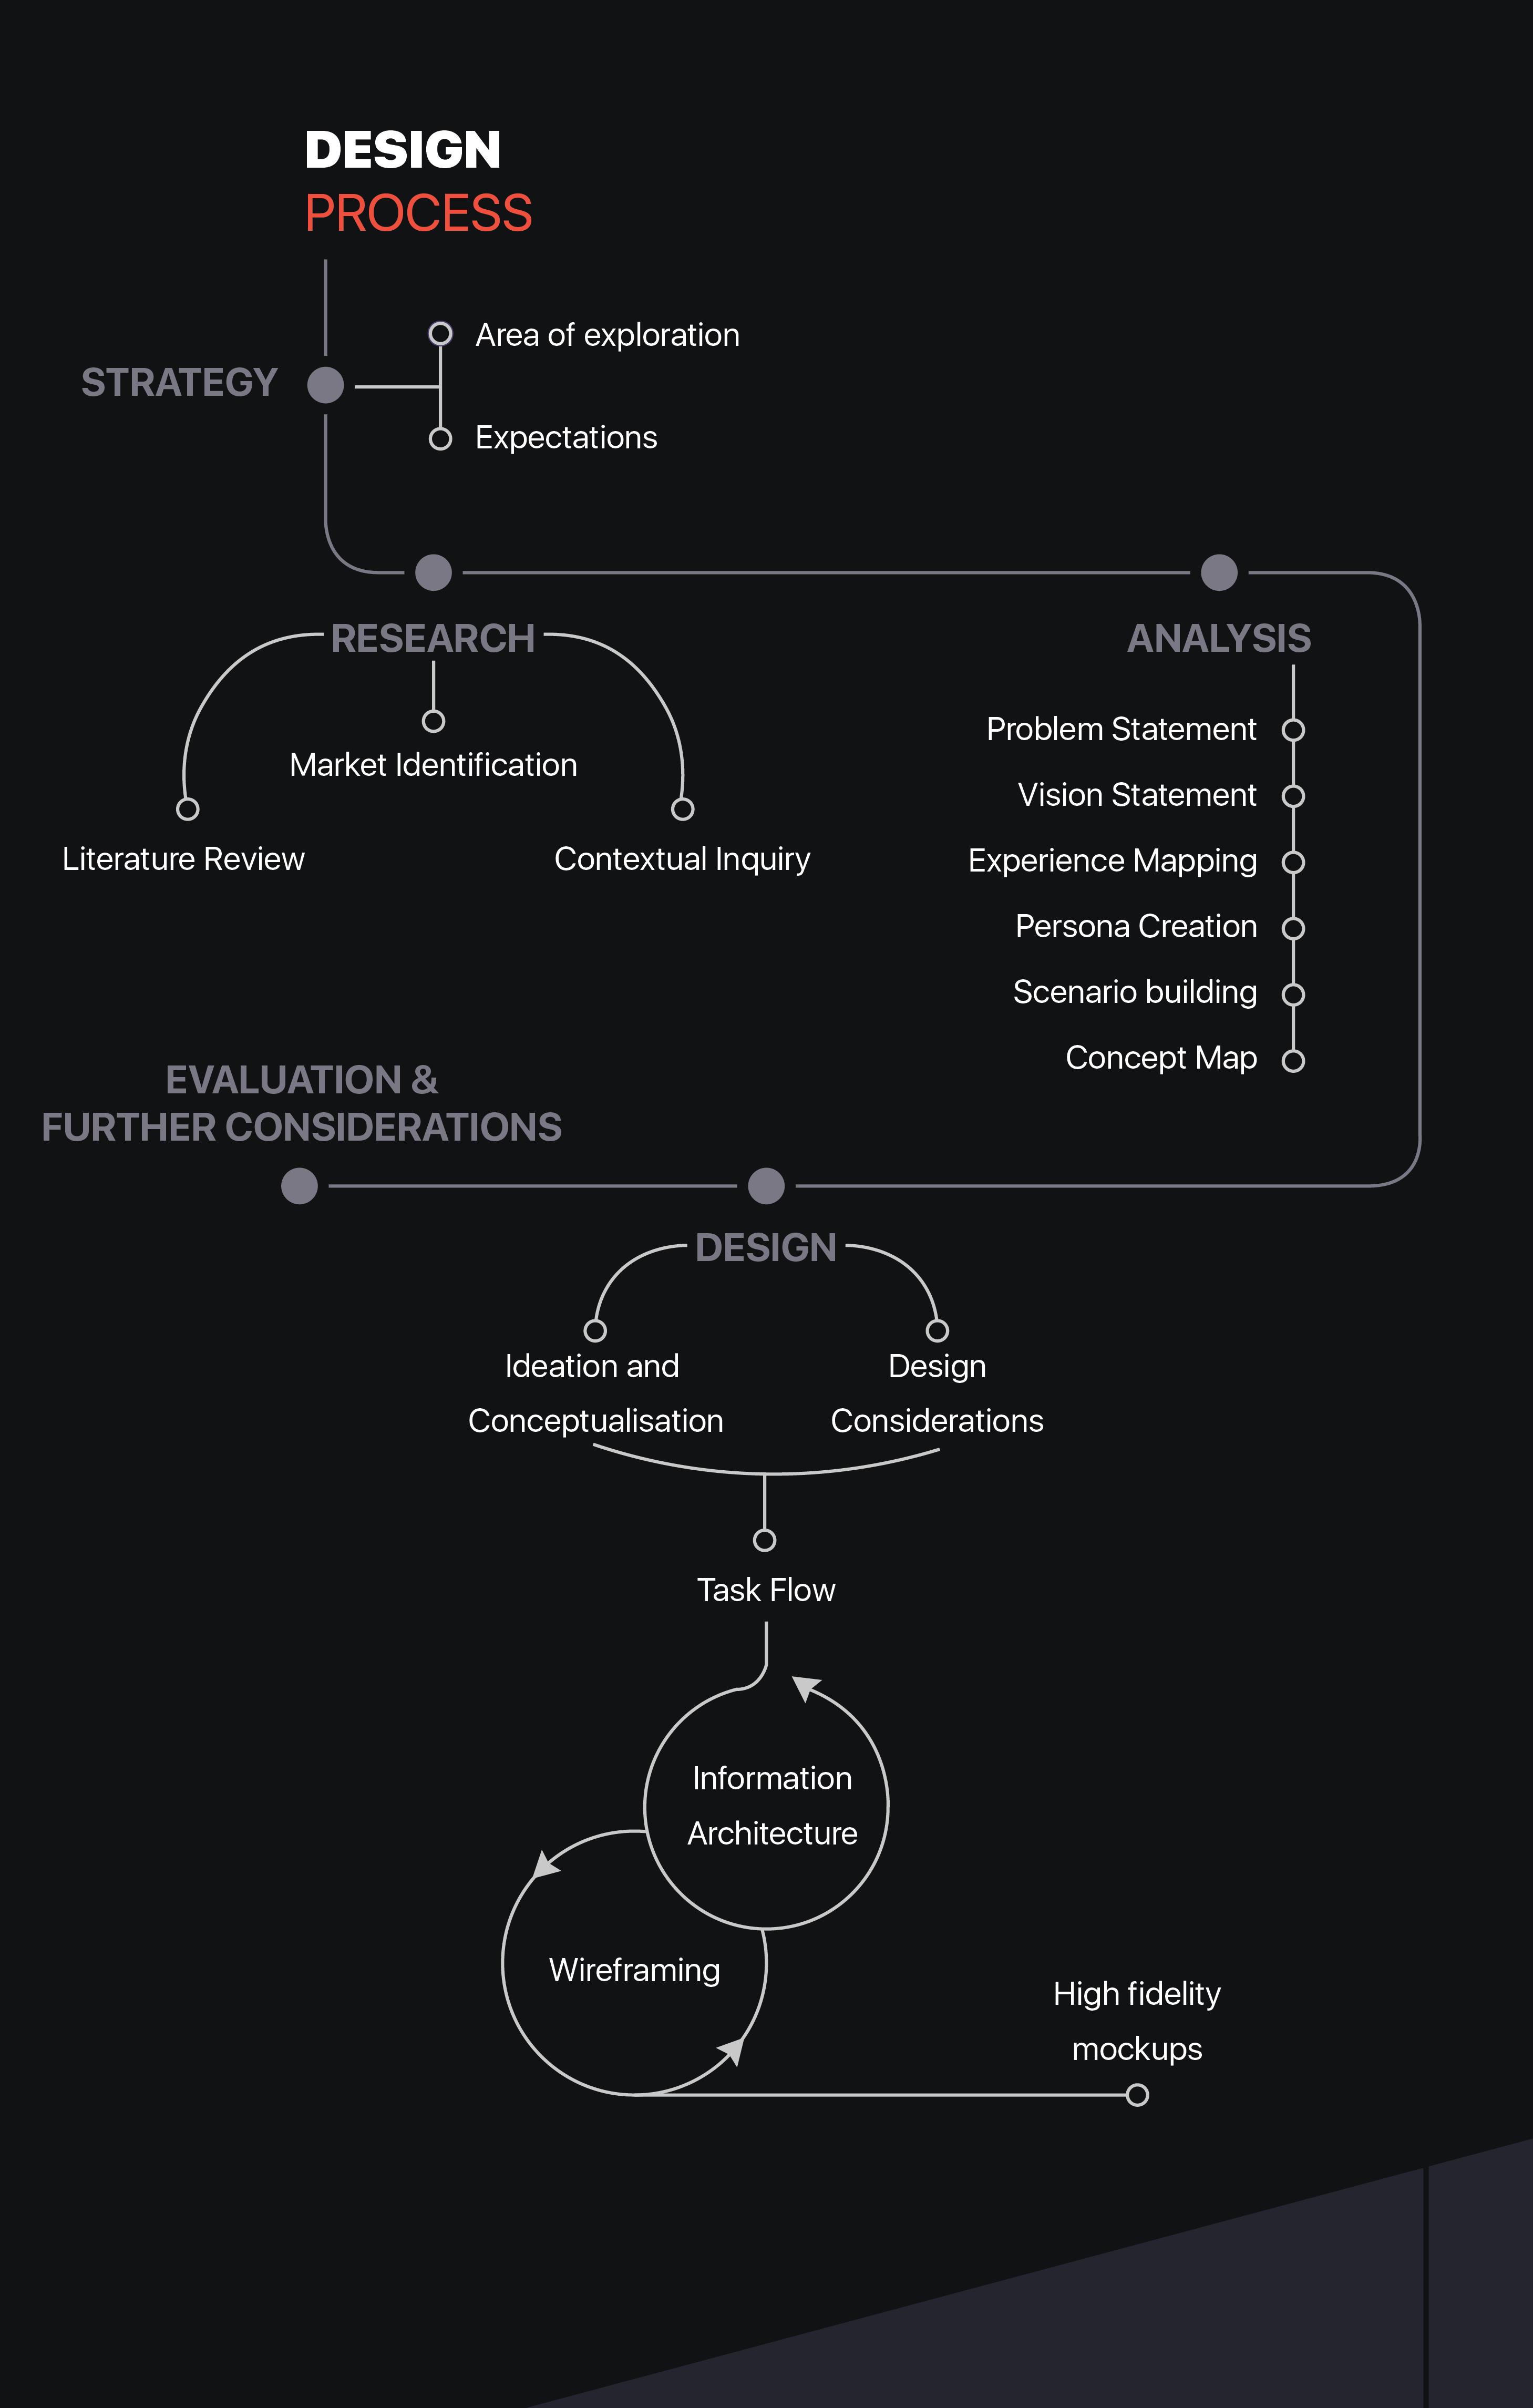 DESIGN
PROCESS
STRATEGY
Area of exploration
Expectations
RESEARCH
Market Identification
Literature Review
Contextual Inquiry
ANALYSIS
Problem Statement
Vision Statement
Experience Mapping
Persona Creation
Scenario building
Concept Map
EVALUATION &
FURTHER CONSIDERATIONS
DESIGN
Ideation and
Conceptualisation
Design
Considerations
Task Flow
Information
Architecture
Wireframing
High fidelity
mockups